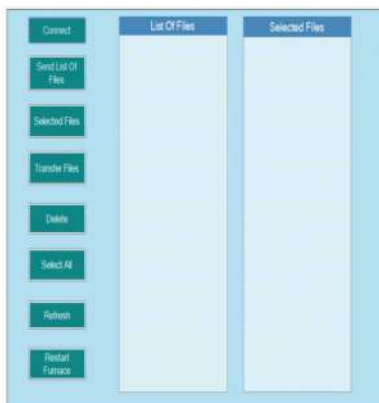 Connect
List Of Files
Selected Files
Send List Of
Files
Selected Files
Transfer Files
Delete
Select All
Refresh
Restart
Furnace